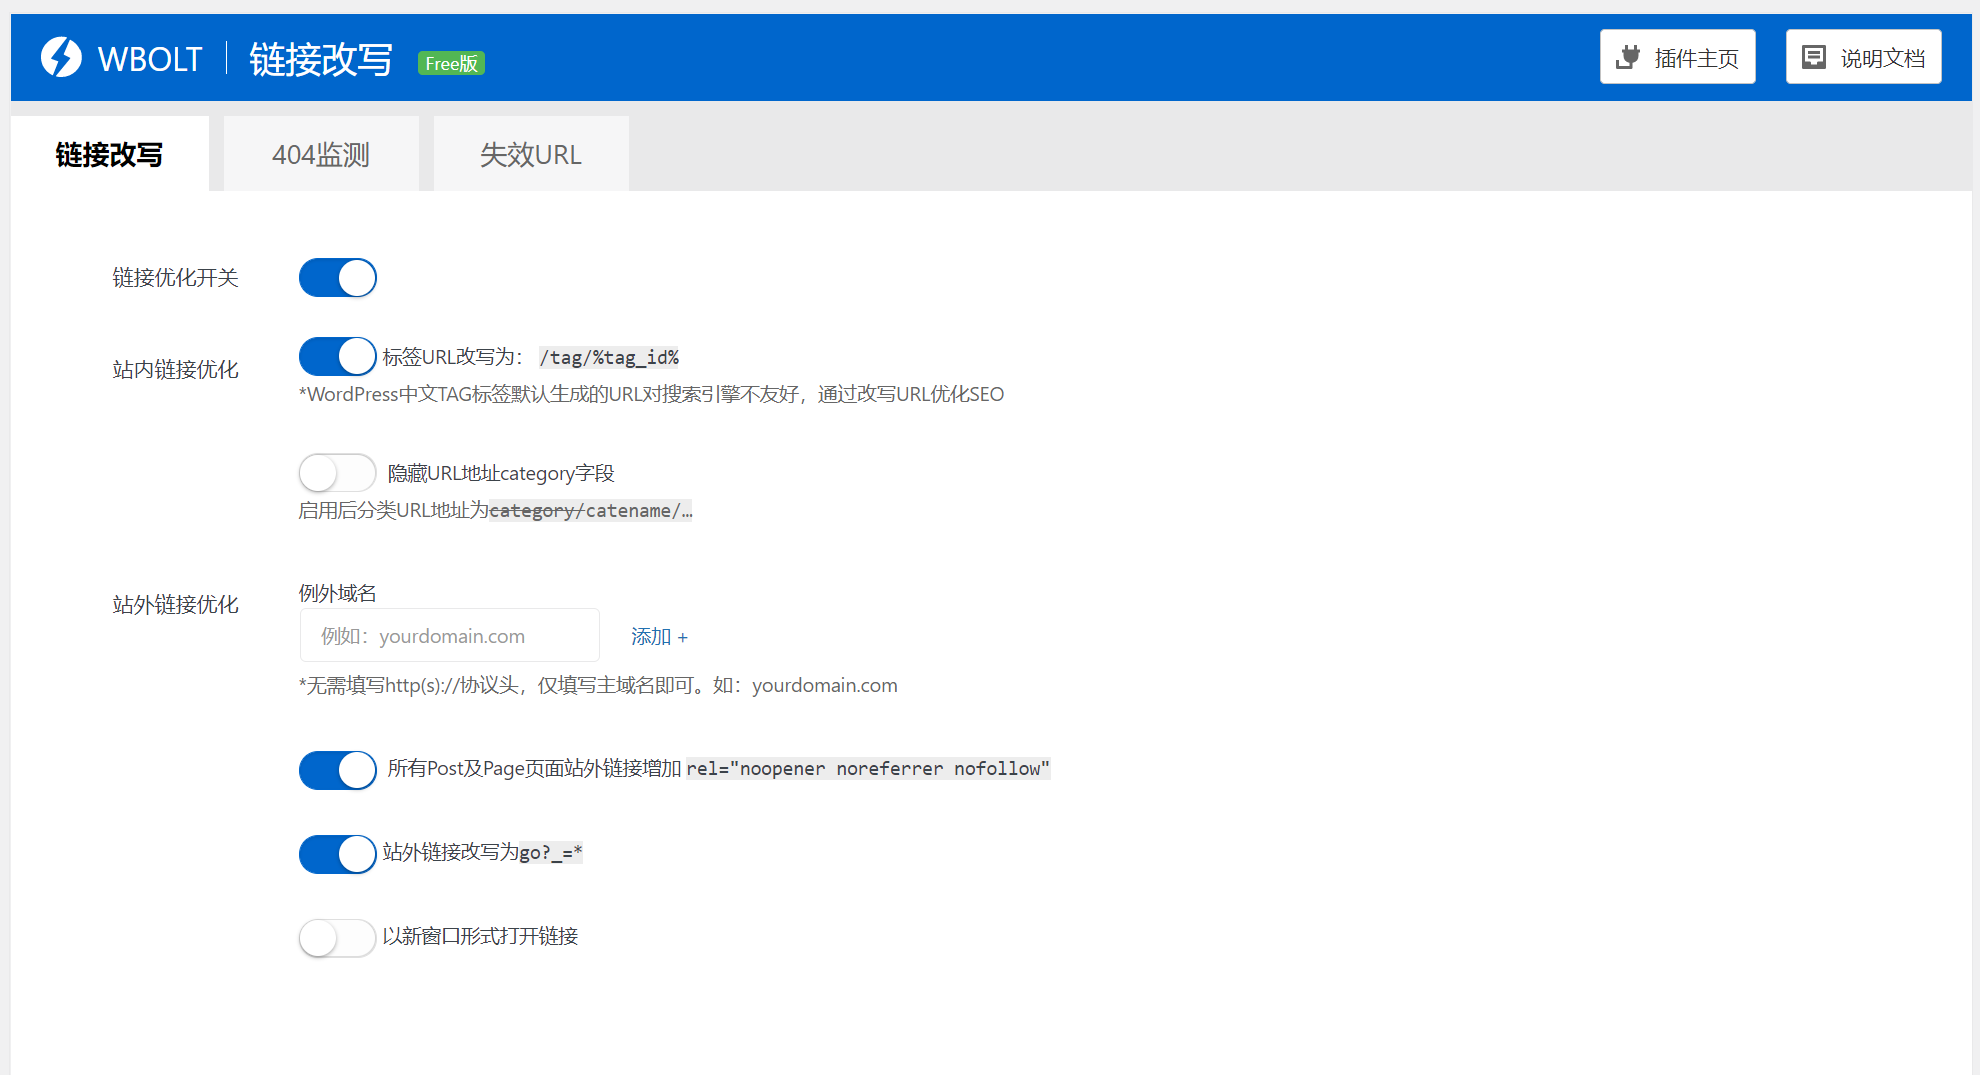 WBOLT 链接改写 Free版 插件主页 说明文档
链接改写 404监测 失效URL
链接优化开关
站内链接优化 标签URL改写为： /tag/%tag_id%
*WordPress中文TAG标签默认生成的URL对搜索引擎不友好，通过改写URL优化SEO
隐藏URL地址category字段
启用后分类URL地址为category/catename/…
例外域名
站外链接优化
例如：yourdomain.com 添加 +
*无需填写http(s)://协议头，仅填写主域名即可。如：yourdomain.com
所有Post及Page页面站外链接增加 rel="noopener noreferrer nofollow"
站外链接改写为go?_=*
以新窗口形式打开链接